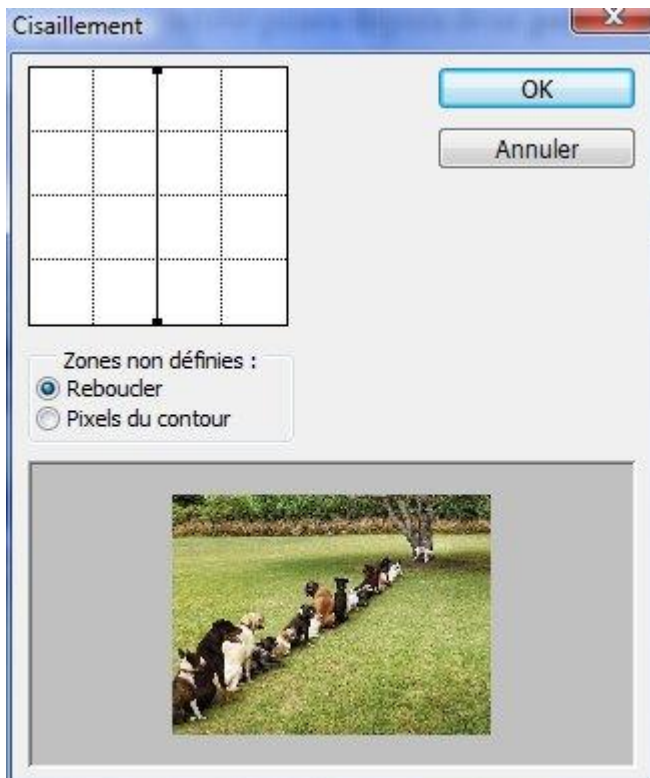 Cisaillement
OK
Annuler
Zones non définies :
Reboucler
Pixels du contour